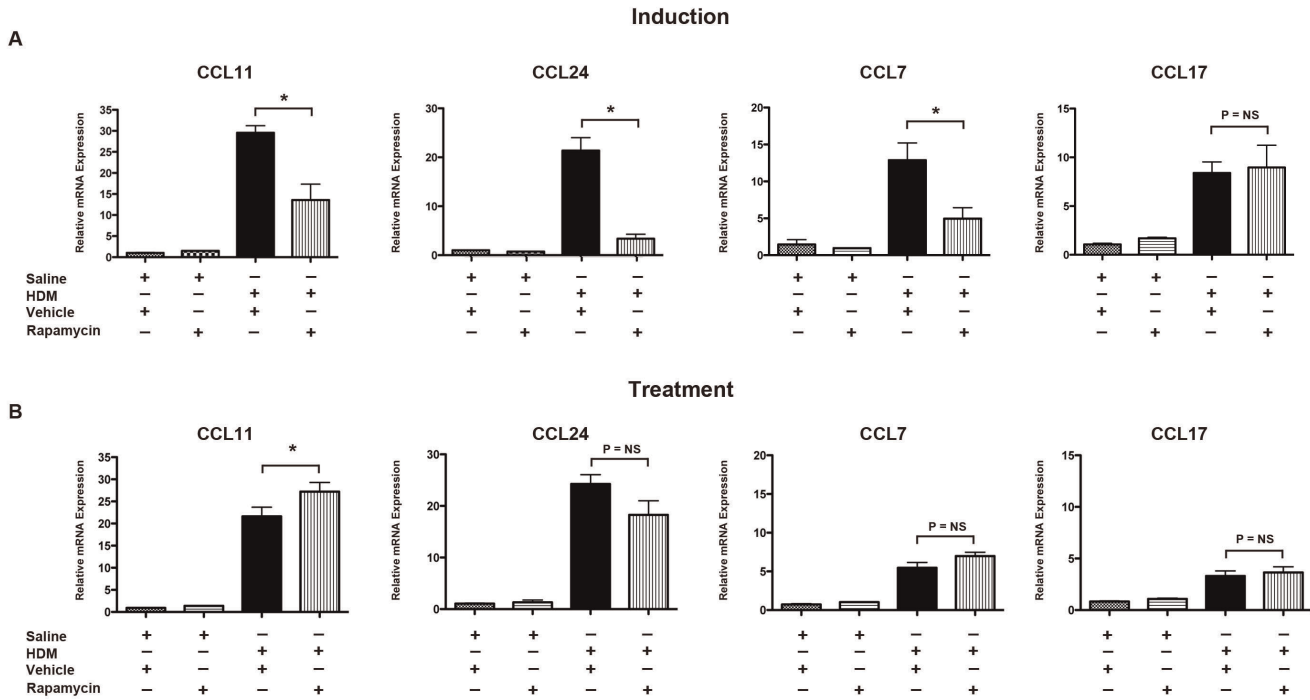 Induction
A
CCL11
CCL24
CCL7
CCL17
Relative mRNA Expression
35
30
25
20
15
10
5
0
*
Relative mRNA Expression
30
20
10
0
*
Relative mRNA Expression
20
15
10
5
0
*
Relative mRNA Expression
15
10
5
0
P = NS
Saline + + – – + + – – + + – – + + – –
HDM – – + + – – + + – – + + – – + +
Vehicle + – + – + – + – + – + – + – + –
Rapamycin – + – + – + – + – + – + – + – +
Treatment
B
CCL11
CCL24
CCL7
CCL17
Relative mRNA Expression
35
30
25
20
15
10
5
0
*
Relative mRNA Expression
30
20
10
0
P = NS
Relative mRNA Expression
20
15
10
5
0
P = NS
Relative mRNA Expression
15
10
5
0
P = NS
Saline + + – – + + – – + + – – + + – –
HDM – – + + – – + + – – + + – – + +
Vehicle + – + – + – + – + – + – + – + –
Rapamycin – + – + – + – + – + – + – + – +